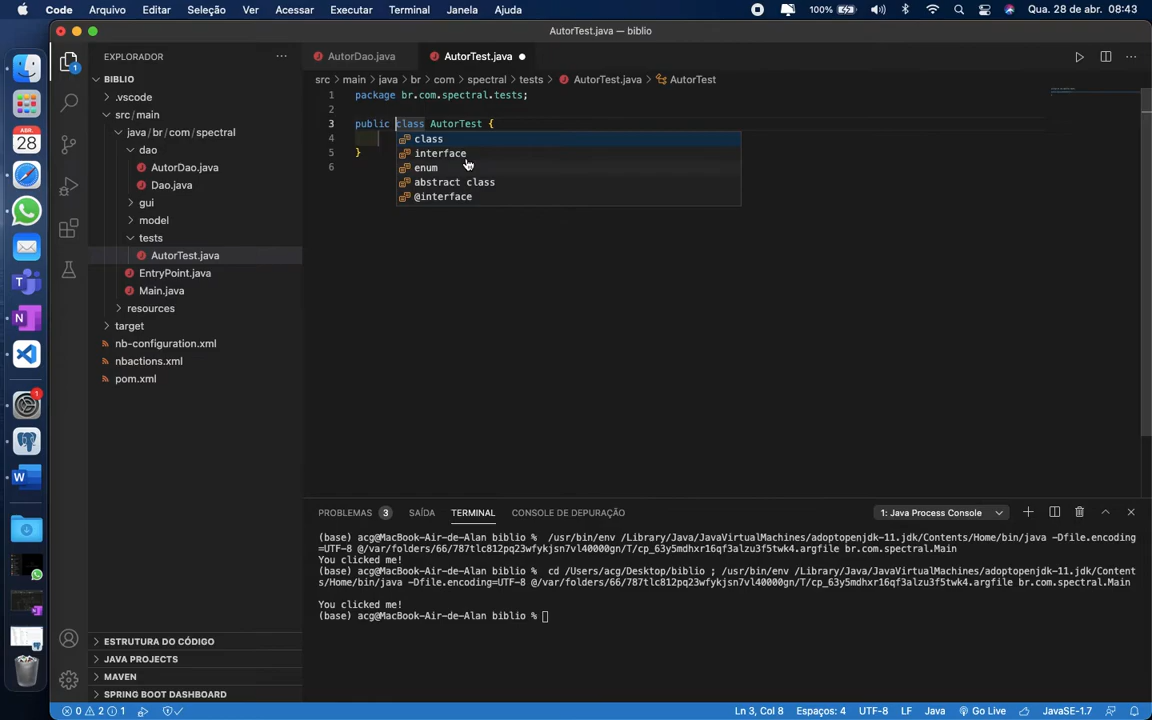 Code Arquivo Editar Seleção Ver Acessar Executar Terminal Janela Ajuda 100% Qua. 28 de abr. 08:43
AutorTest.java — biblio
EXPLORADOR
AutorDao.java
AutorTest.java
src > main > java > br > com > spectral > tests > AutorTest.java > AutorTest
BIBLIO
.vscode
src/main
java/br/com/spectral
dao
AutorDao.java
Dao.java
gui
model
tests
AutorTest.java
EntryPoint.java
Main.java
resources
target
nb-configuration.xml
nbactions.xml
pom.xml
ESTRUTURA DO CÓDIGO
JAVA PROJECTS
MAVEN
SPRING BOOT DASHBOARD
1 package br.com.spectral.tests;
2
3 public class AutorTest {
4
5 }
6
class
interface
enum
abstract class
@interface
PROBLEMAS 3 SAÍDA TERMINAL CONSOLE DE DEPURAÇÃO 1: Java Process Console
(base) acg@MacBook-Air-de-Alan biblio % /usr/bin/env /Library/Java/JavaVirtualMachines/adoptopenjdk-11.jdk/Contents/Home/bin/java -Dfile.encoding
=UTF-8 @/var/folders/66/787tlc812pq23wfykjsn7vl40000gn/T/cp_63y5mdhxr16qf3alzu3f5twk4.argfile br.com.spectral.Main
You clicked me!
(base) acg@MacBook-Air-de-Alan biblio % cd /Users/acg/Desktop/biblio ; /usr/bin/env /Library/Java/JavaVirtualMachines/adoptopenjdk-11.jdk/Content
s/Home/bin/java -Dfile.encoding=UTF-8 @/var/folders/66/787tlc812pq23wfykjsn7vl40000gn/T/cp_63y5mdhxr16qf3alzu3f5twk4.argfile br.com.spectral.Main
You clicked me!
(base) acg@MacBook-Air-de-Alan biblio %
0 2 1 Ln 3, Col 8 Espaços: 4 UTF-8 LF Java Go Live JavaSE-1.7
ABR.
28
1
1